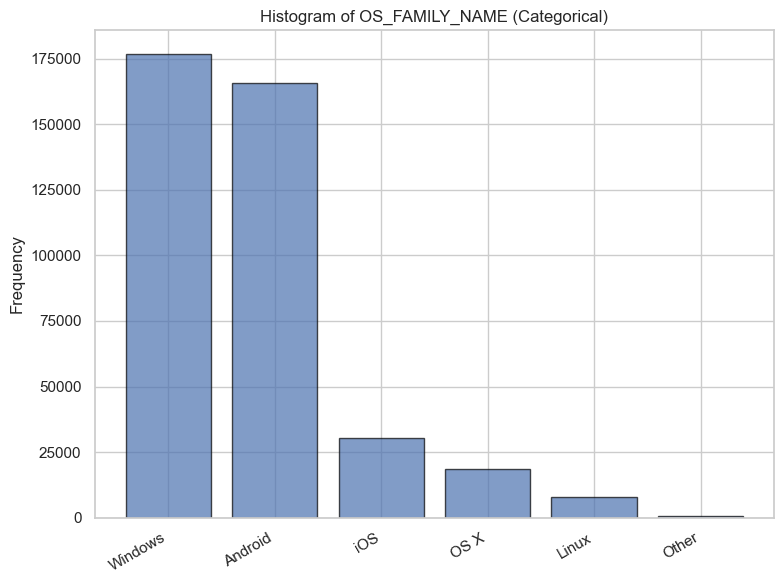 Histogram of OS_FAMILY_NAME (Categorical)
175000
150000
125000
100000
75000
50000
25000
0
Frequency
Windows
Android
iOS
OS X
Linux
Other